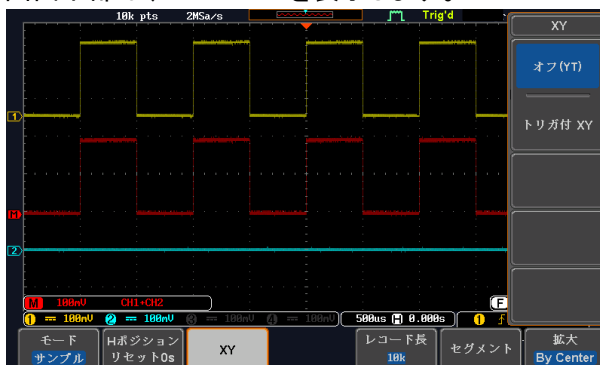 10k pts 2MSa/s Trig'd
XY
オフ(YT)
トリガ付 XY
1
M
2
M 100mV CH1+CH2
F
1 100mV 2 100mV 3 100mV 4 100mV 500us H 0.000s 1
モード
サンプル
Hポジション
リセット0s
XY
レコード長
10k
セグメント
拡大
By Center